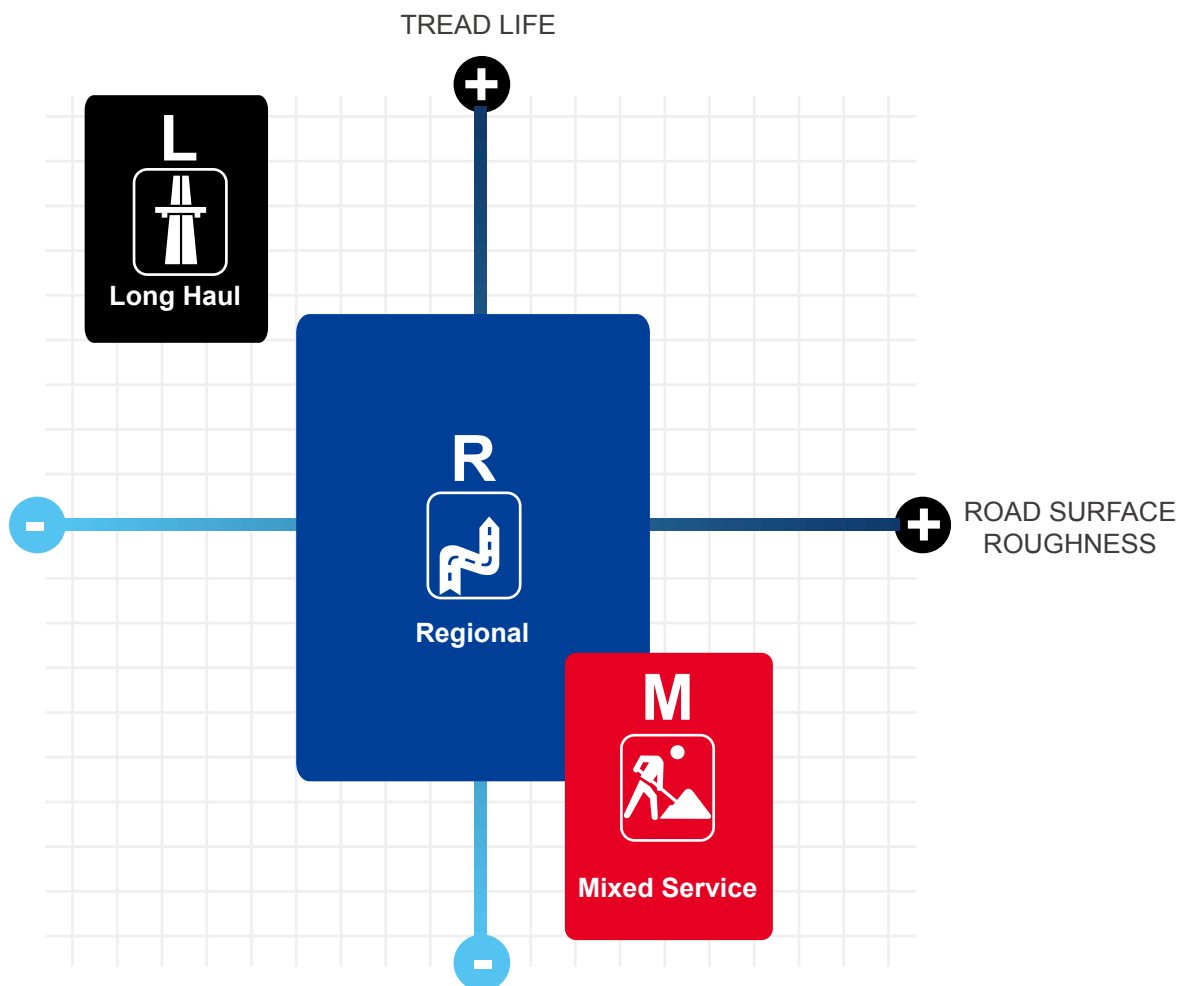 TREAD LIFE
+
L
Long Haul
R
Regional
-
+
ROAD SURFACE
ROUGHNESS
M
Mixed Service
-